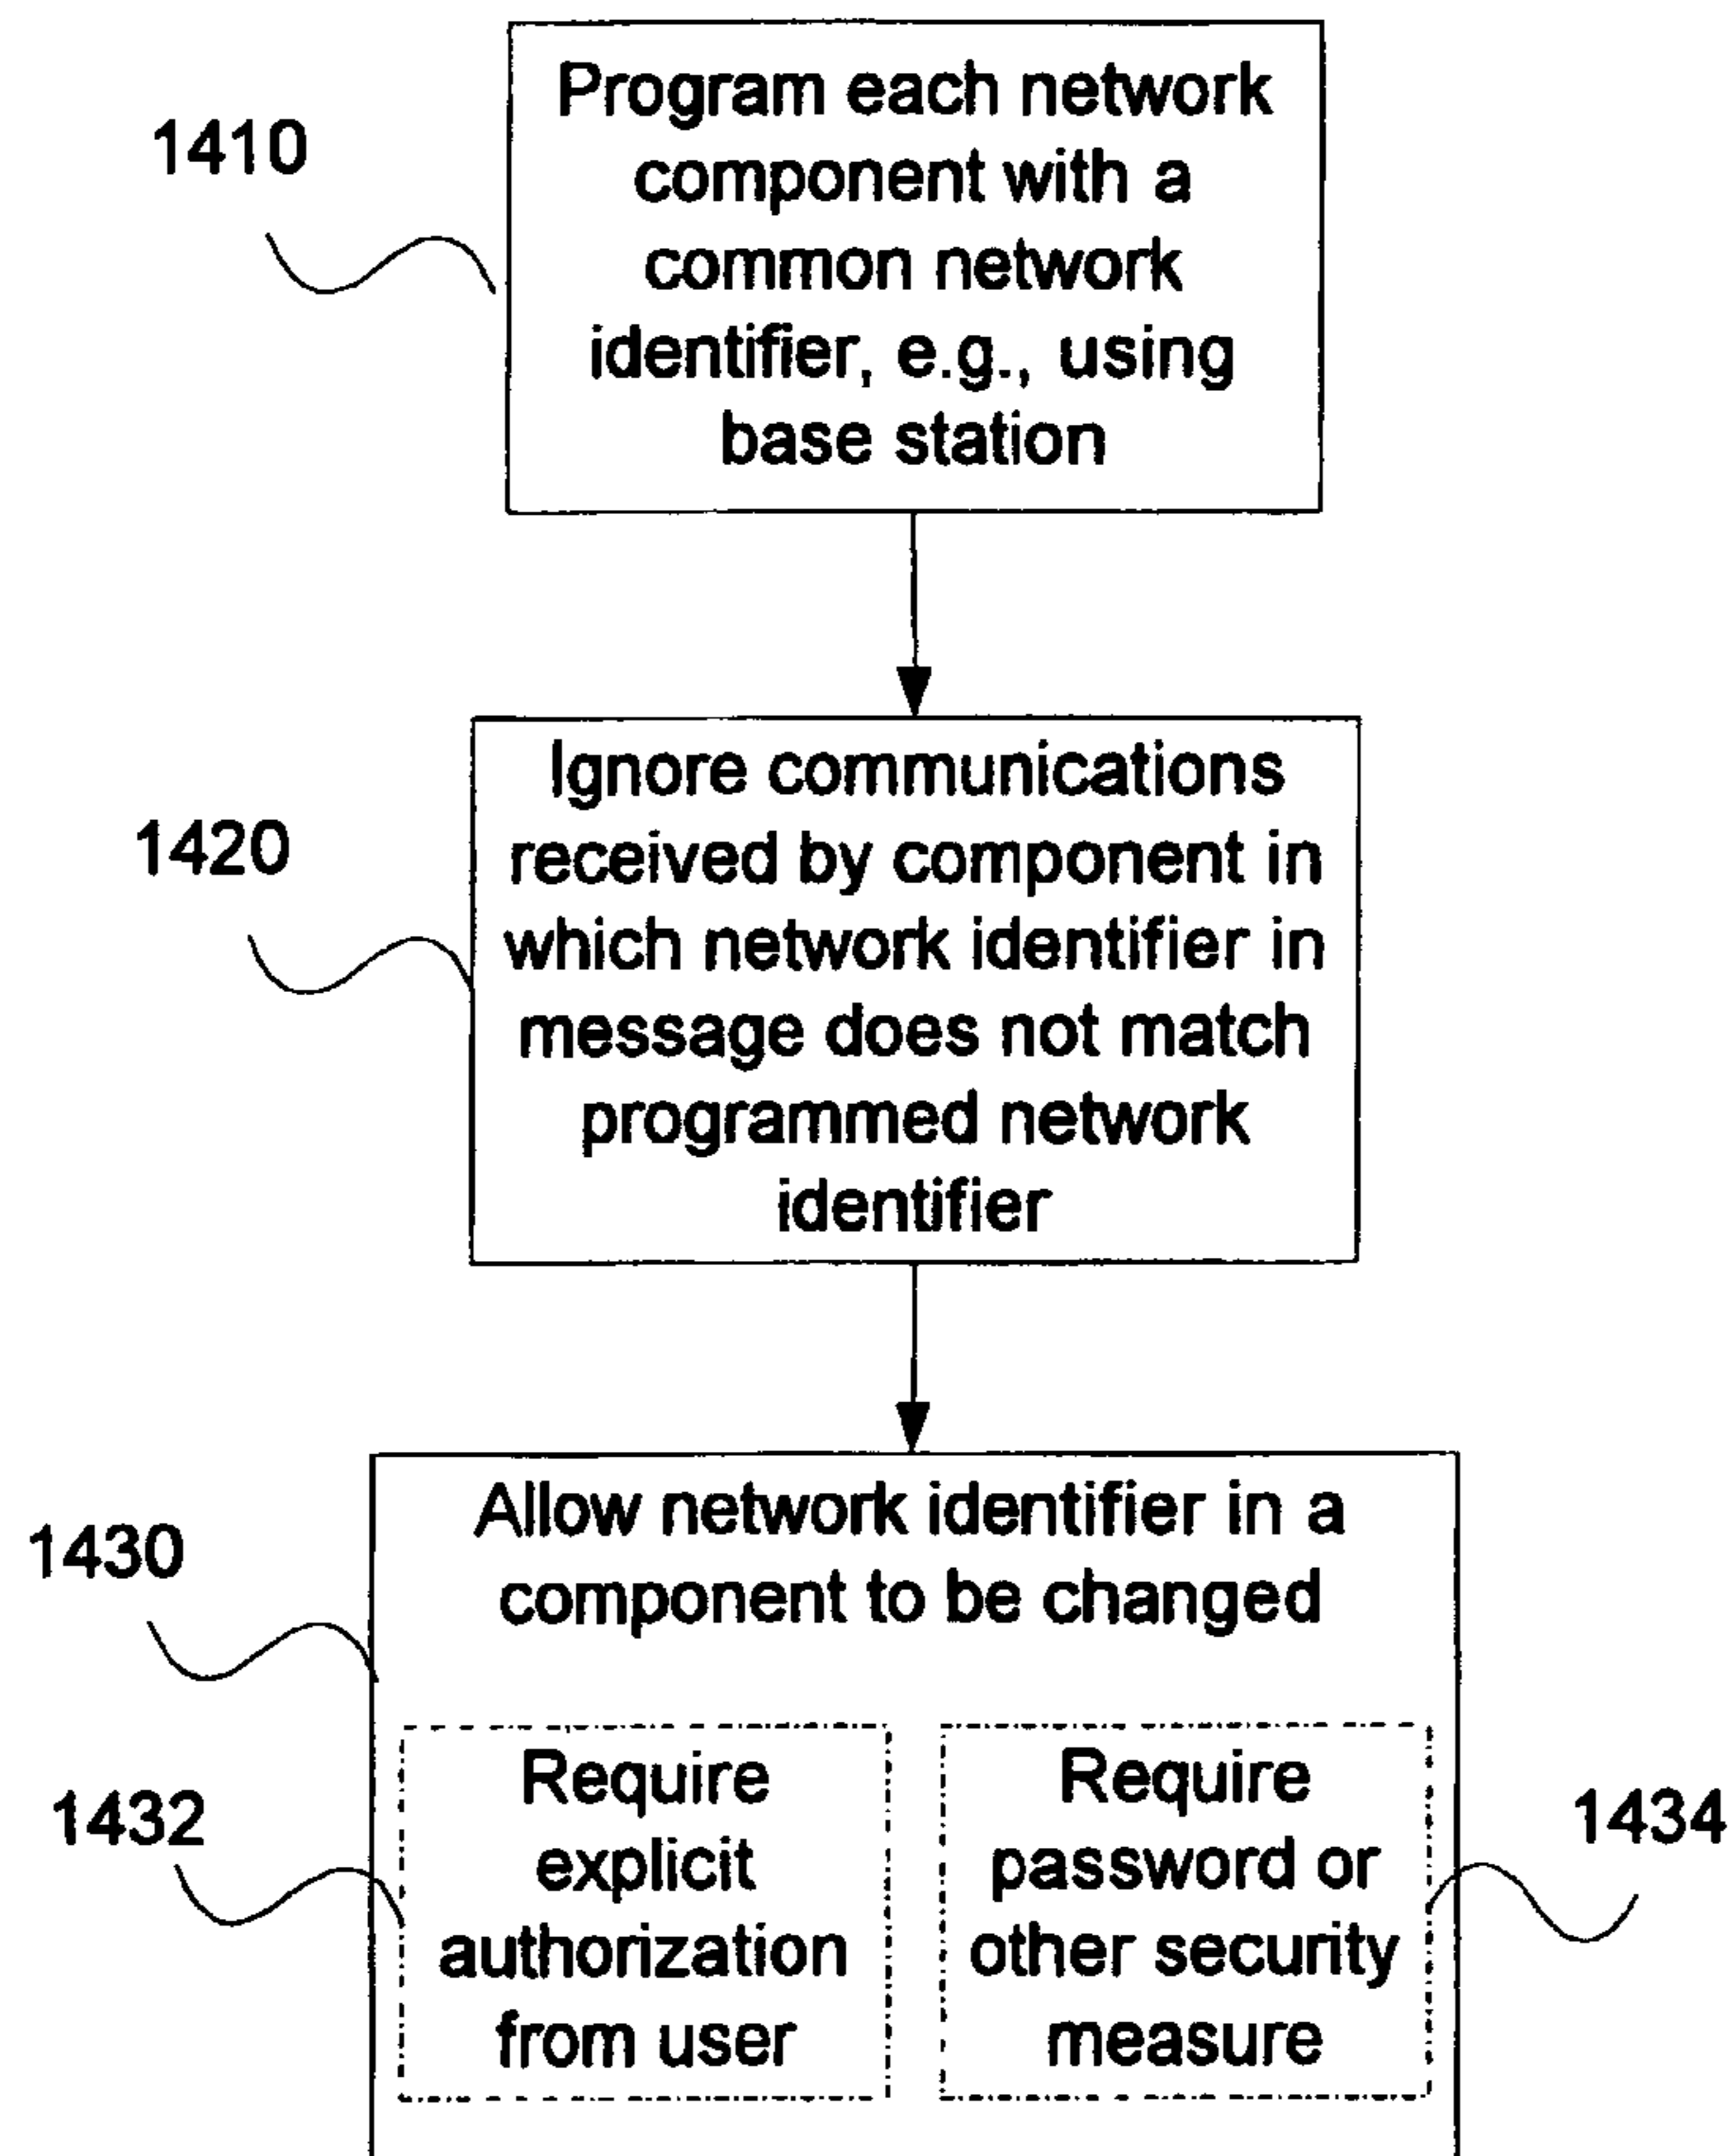 1410
Program each network
component with a
common network
identifier, e.g., using
base station
1420
Ignore communications
received by component in
which network identifier in
message does not match
programmed network
identifier
1430
Allow network identifier in a
component to be changed
1432
Require
explicit
authorization
from user
Require
password or
other security
measure
1434